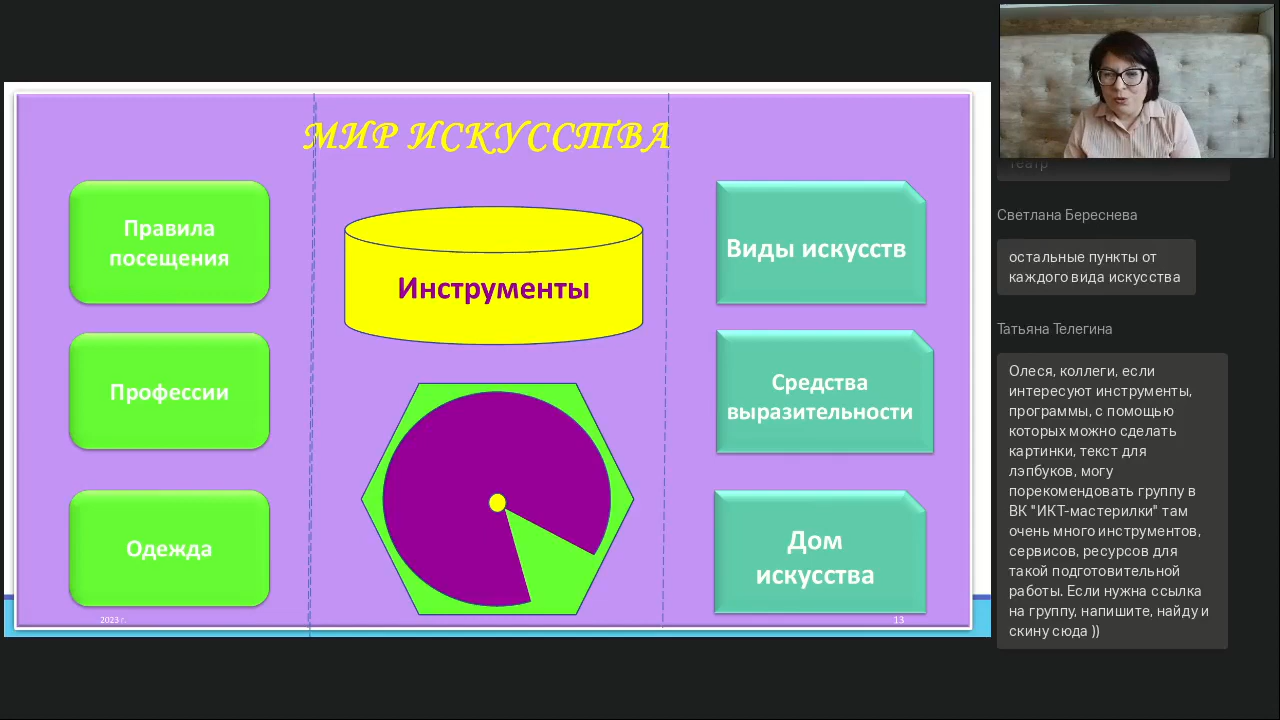 МИР ИСКУССТВА
Правила
посещения
Профессии
Одежда
Инструменты
Виды искусств
Средства
выразительности
Дом
искусства
2023 г.
13
театр
Светлана Береснева
остальные пункты от
каждого вида искусства
Татьяна Телегина
Олеся, коллеги, если
интересуют инструменты,
программы, с помощью
которых можно сделать
картинки, текст для
лэпбуков, могу
порекомендовать группу в
ВК "ИКТ-мастерилки" там
очень много инструментов,
сервисов, ресурсов для
такой подготовительной
работы. Если нужна ссылка
на группу, напишите, найду и
скину сюда ))